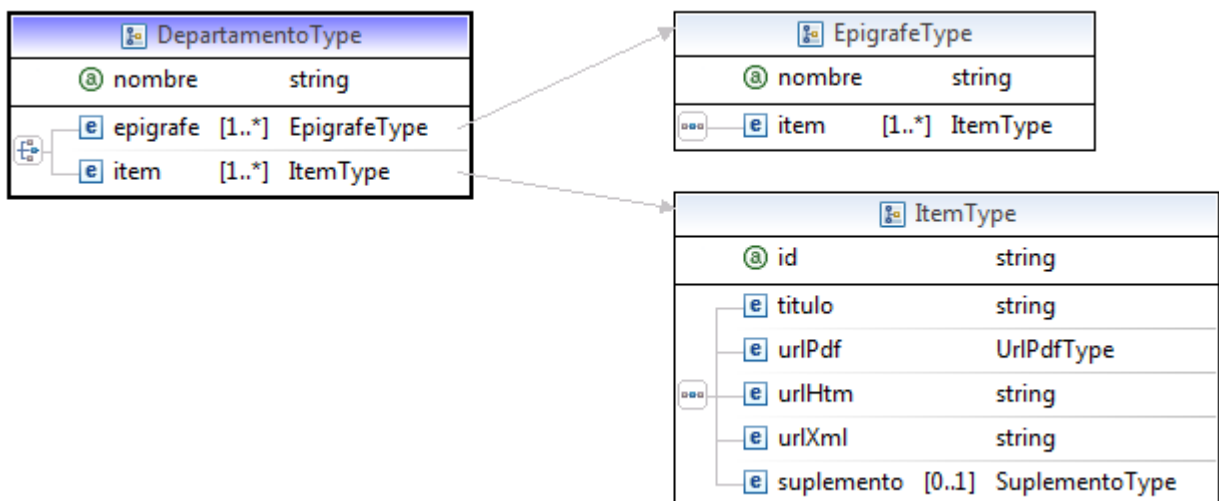 DepartamentoType
a nombre string
e epigrafe [1..*] EpigrafeType
e item [1..*] ItemType
EpigrafeType
a nombre string
e item [1..*] ItemType
ItemType
a id string
e titulo string
e urlPdf UrlPdfType
e urlHtm string
e urlXml string
e suplemento [0..1] SuplementoType